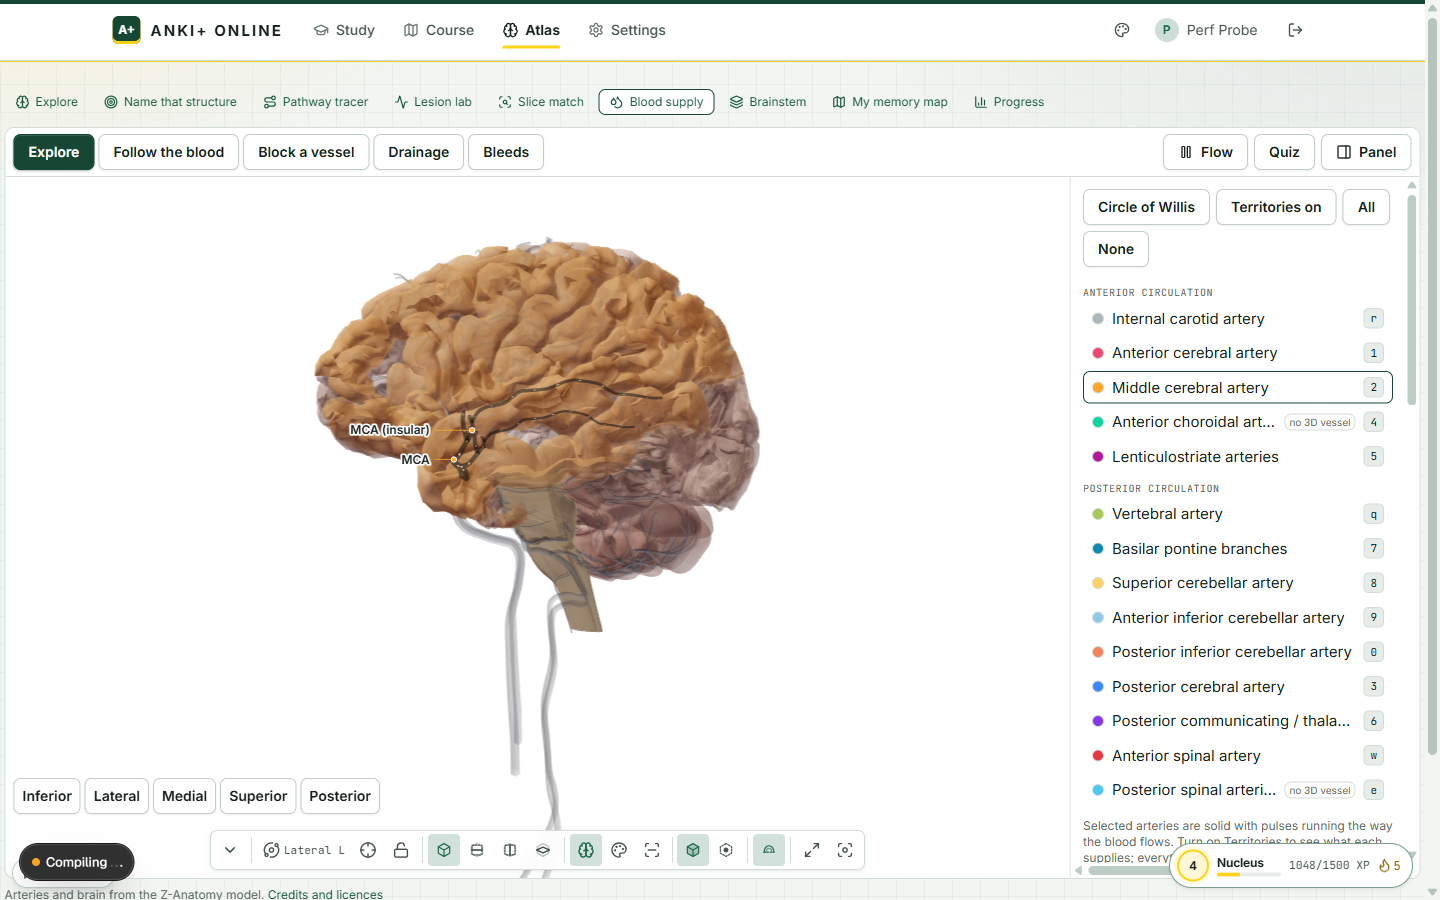 A+ ANKI+ ONLINE Study Course Atlas Settings P Perf Probe
Explore Name that structure Pathway tracer Lesion lab Slice match Blood supply Brainstem My memory map Progress
Explore Follow the blood Block a vessel Drainage Bleeds Flow Quiz Panel
Circle of Willis Territories on All
None
ANTERIOR CIRCULATION
Internal carotid artery r
Anterior cerebral artery 1
Middle cerebral artery 2
Anterior choroidal art... no 3D vessel 4
Lenticulostriate arteries 5
POSTERIOR CIRCULATION
Vertebral artery q
Basilar pontine branches 7
Superior cerebellar artery 8
Anterior inferior cerebellar artery 9
Posterior inferior cerebellar artery 0
Posterior cerebral artery 3
Posterior communicating / thala... 6
Anterior spinal artery w
Posterior spinal arteri... no 3D vessel e
Selected arteries are solid with pulses running the way
the blood flows. Turn on Territories to see what each
supplies; every
MCA (insular)
MCA
Inferior Lateral Medial Superior Posterior
Lateral L
Compiling ...
4 Nucleus 1048/1500 XP 5
Arteries and brain from the Z-Anatomy model. Credits and licences